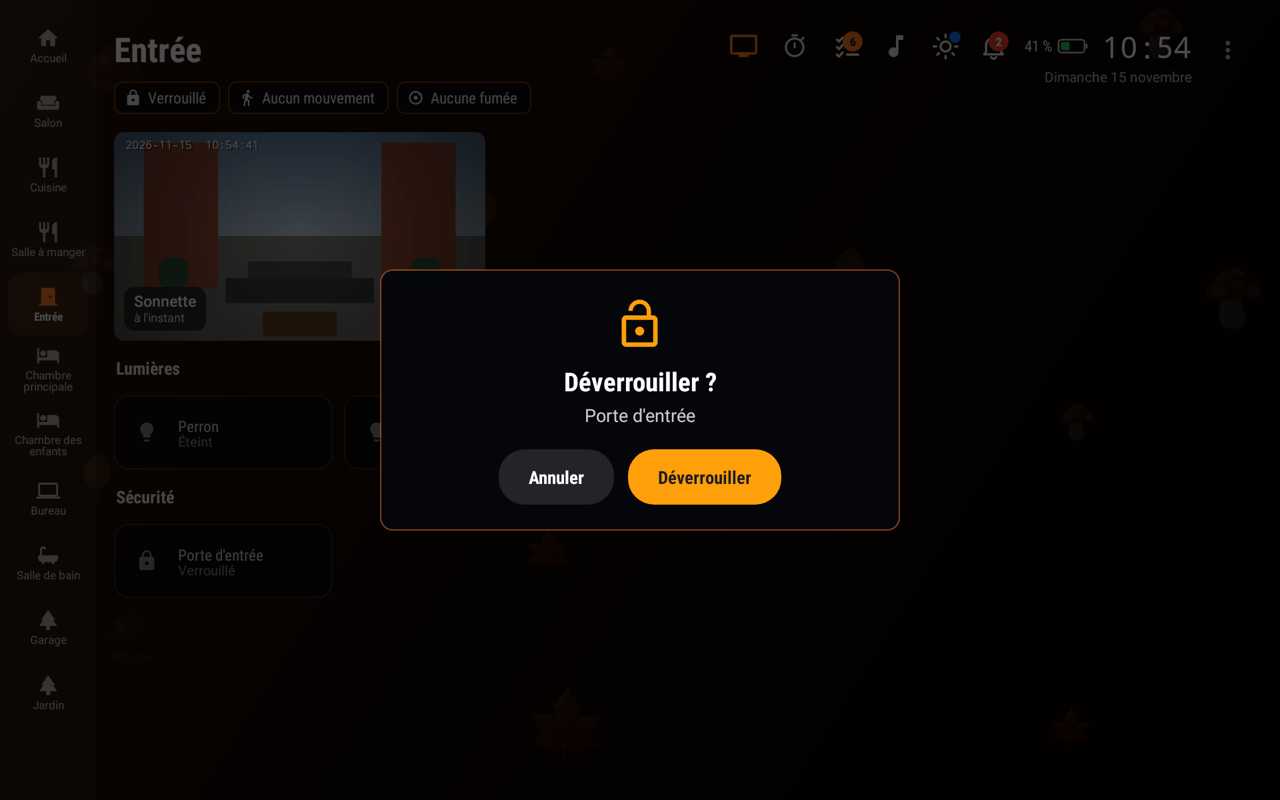 Accueil
Salon
Cuisine
Salle à manger
Entrée
Chambre
principale
Chambre des
enfants
Bureau
Salle de bain
Garage
Jardin
Entrée
6
2
41 %
10:54
Dimanche 15 novembre
Verrouillé
Aucun mouvement
Aucune fumée
2026-11-15 10:54:41
Sonnette
à l'instant
Lumières
Perron
Éteint
Sécurité
Porte d'entrée
Verrouillé
Déverrouiller ?
Porte d'entrée
Annuler
Déverrouiller